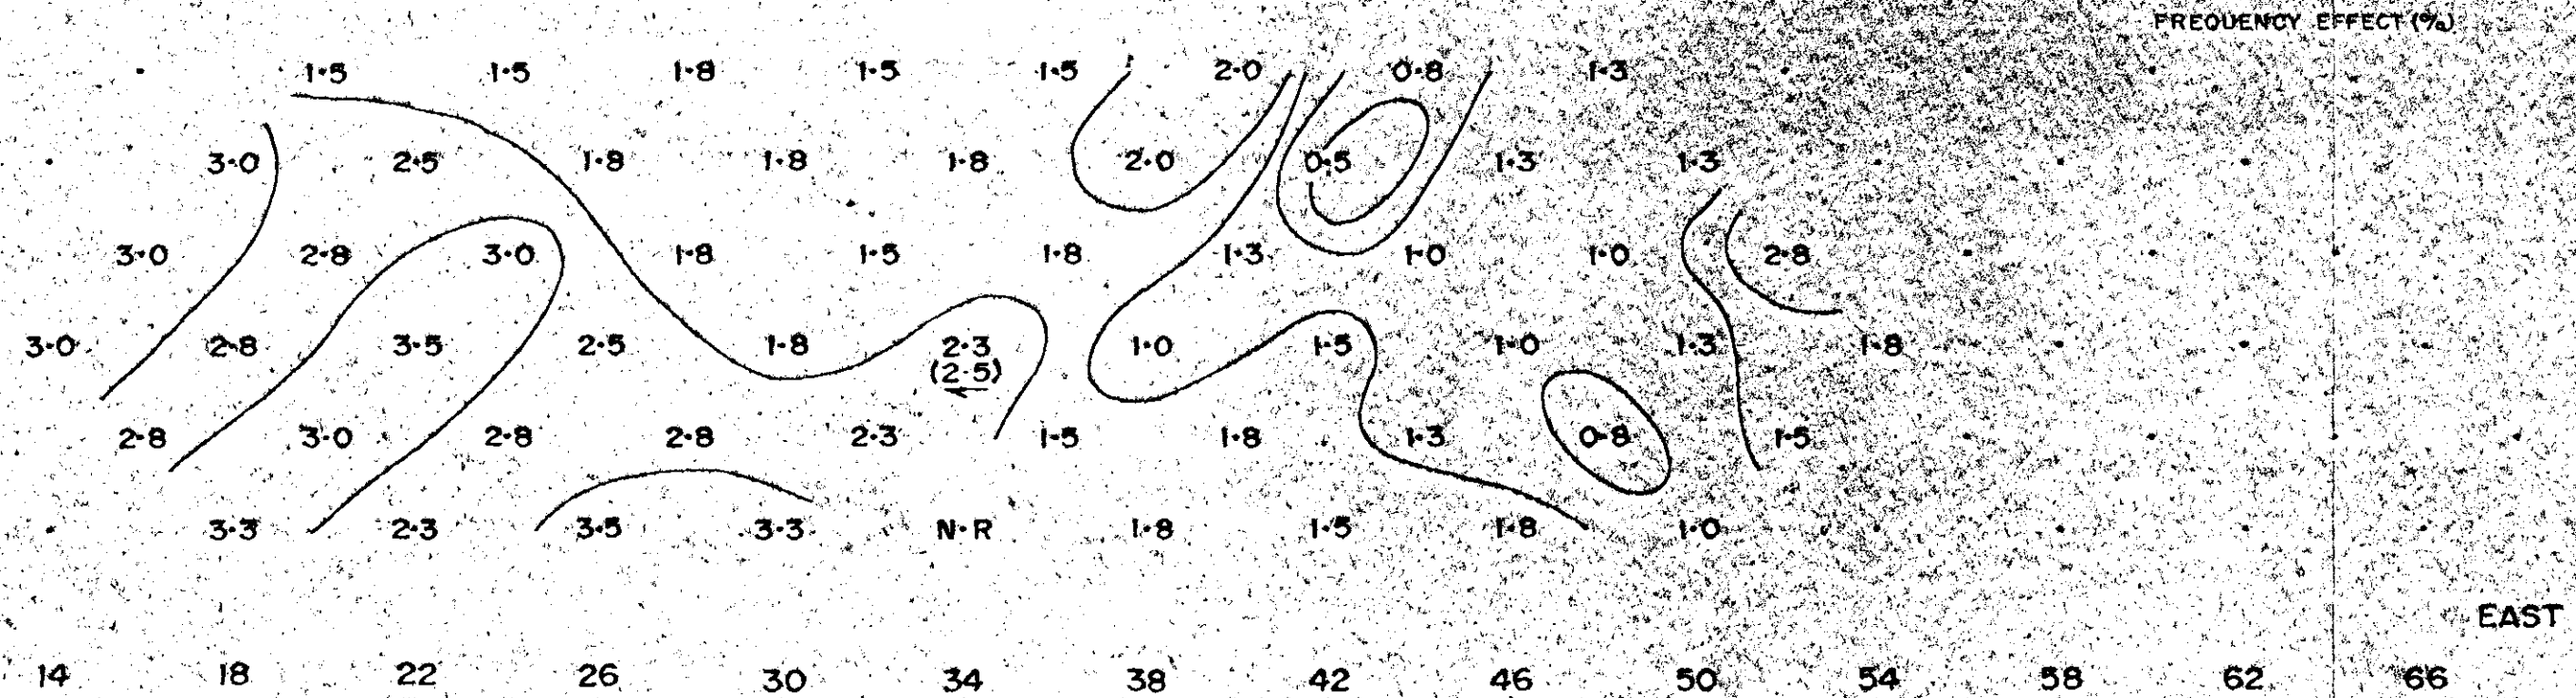 FREQUENCY EFFECT (%)
1.5 1.5 1.8 1.5 1.5 2.0 0.8 1.3
3.0 2.5 1.8 1.8 1.8 2.0 0.5 1.3 1.3
3.0 2.8 3.0 1.8 1.5 1.8 1.3 1.0 1.0 2.8
3.0 2.8 3.5 2.5 1.8 2.3 1.0 1.5 1.0 1.3 1.8
(2.5)
2.8 3.0 2.8 2.8 2.3 1.5 1.8 1.3 0.8 1.5
3.3 2.3 3.5 3.3 N.R 1.8 1.5 1.8 1.0
EAST
14 18 22 26 30 34 38 42 46 50 54 58 62 66